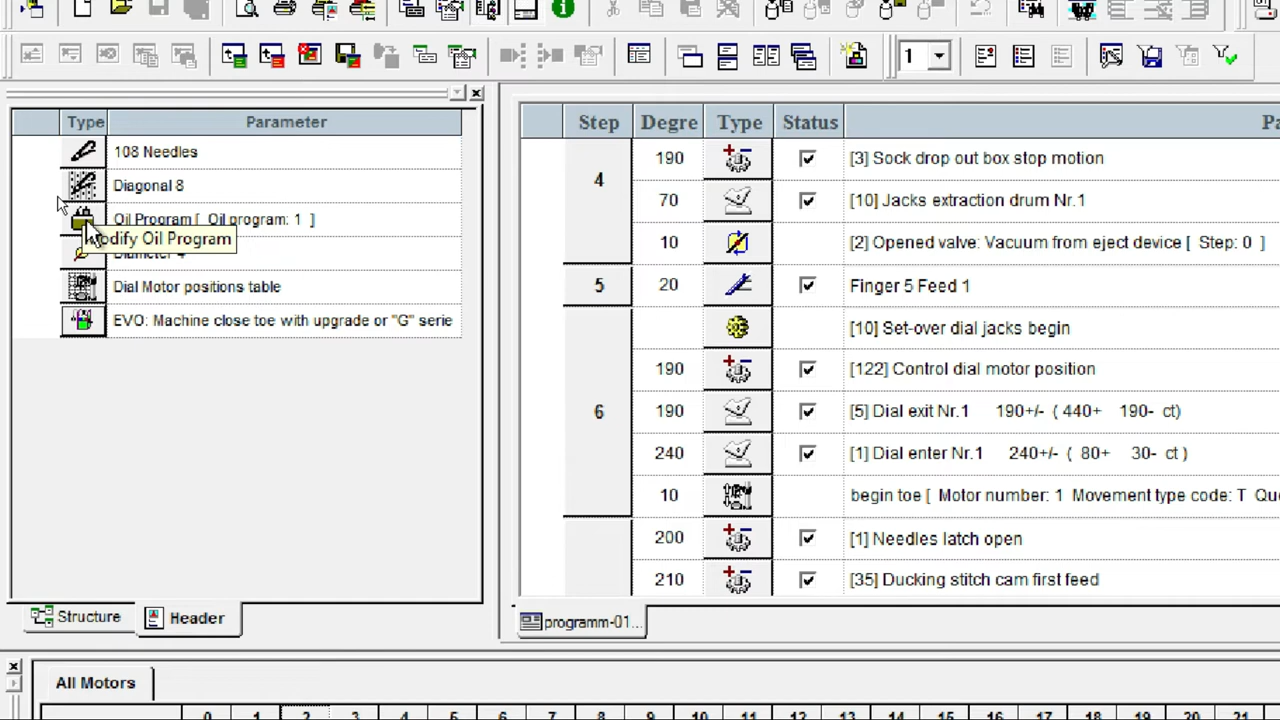 1
Type Parameter
108 Needles
Diagonal 8
Oil Program [ Oil program: 1 ]
Modify Oil Program
Diameter 4
Dial Motor positions table
EVO: Machine close toe with upgrade or "G" serie
Structure Header
Step Degre Type Status
4
190 [3] Sock drop out box stop motion
70 [10] Jacks extraction drum Nr.1
10 [2] Opened valve: Vacuum from eject device [ Step: 0 ]
5 20 Finger 5 Feed 1
6
[10] Set-over dial jacks begin
190 [122] Control dial motor position
190 [5] Dial exit Nr.1 190+/- ( 440+ 190- ct)
240 [1] Dial enter Nr.1 240+/- ( 80+ 30- ct )
10 begin toe [ Motor number: 1 Movement type code: T
200 [1] Needles latch open
210 [35] Ducking stitch cam first feed
programm-01...
All Motors
0 1 2 3 4 5 6 7 8 9 10 11 12 13 14 15 16 17 18 19 20 21